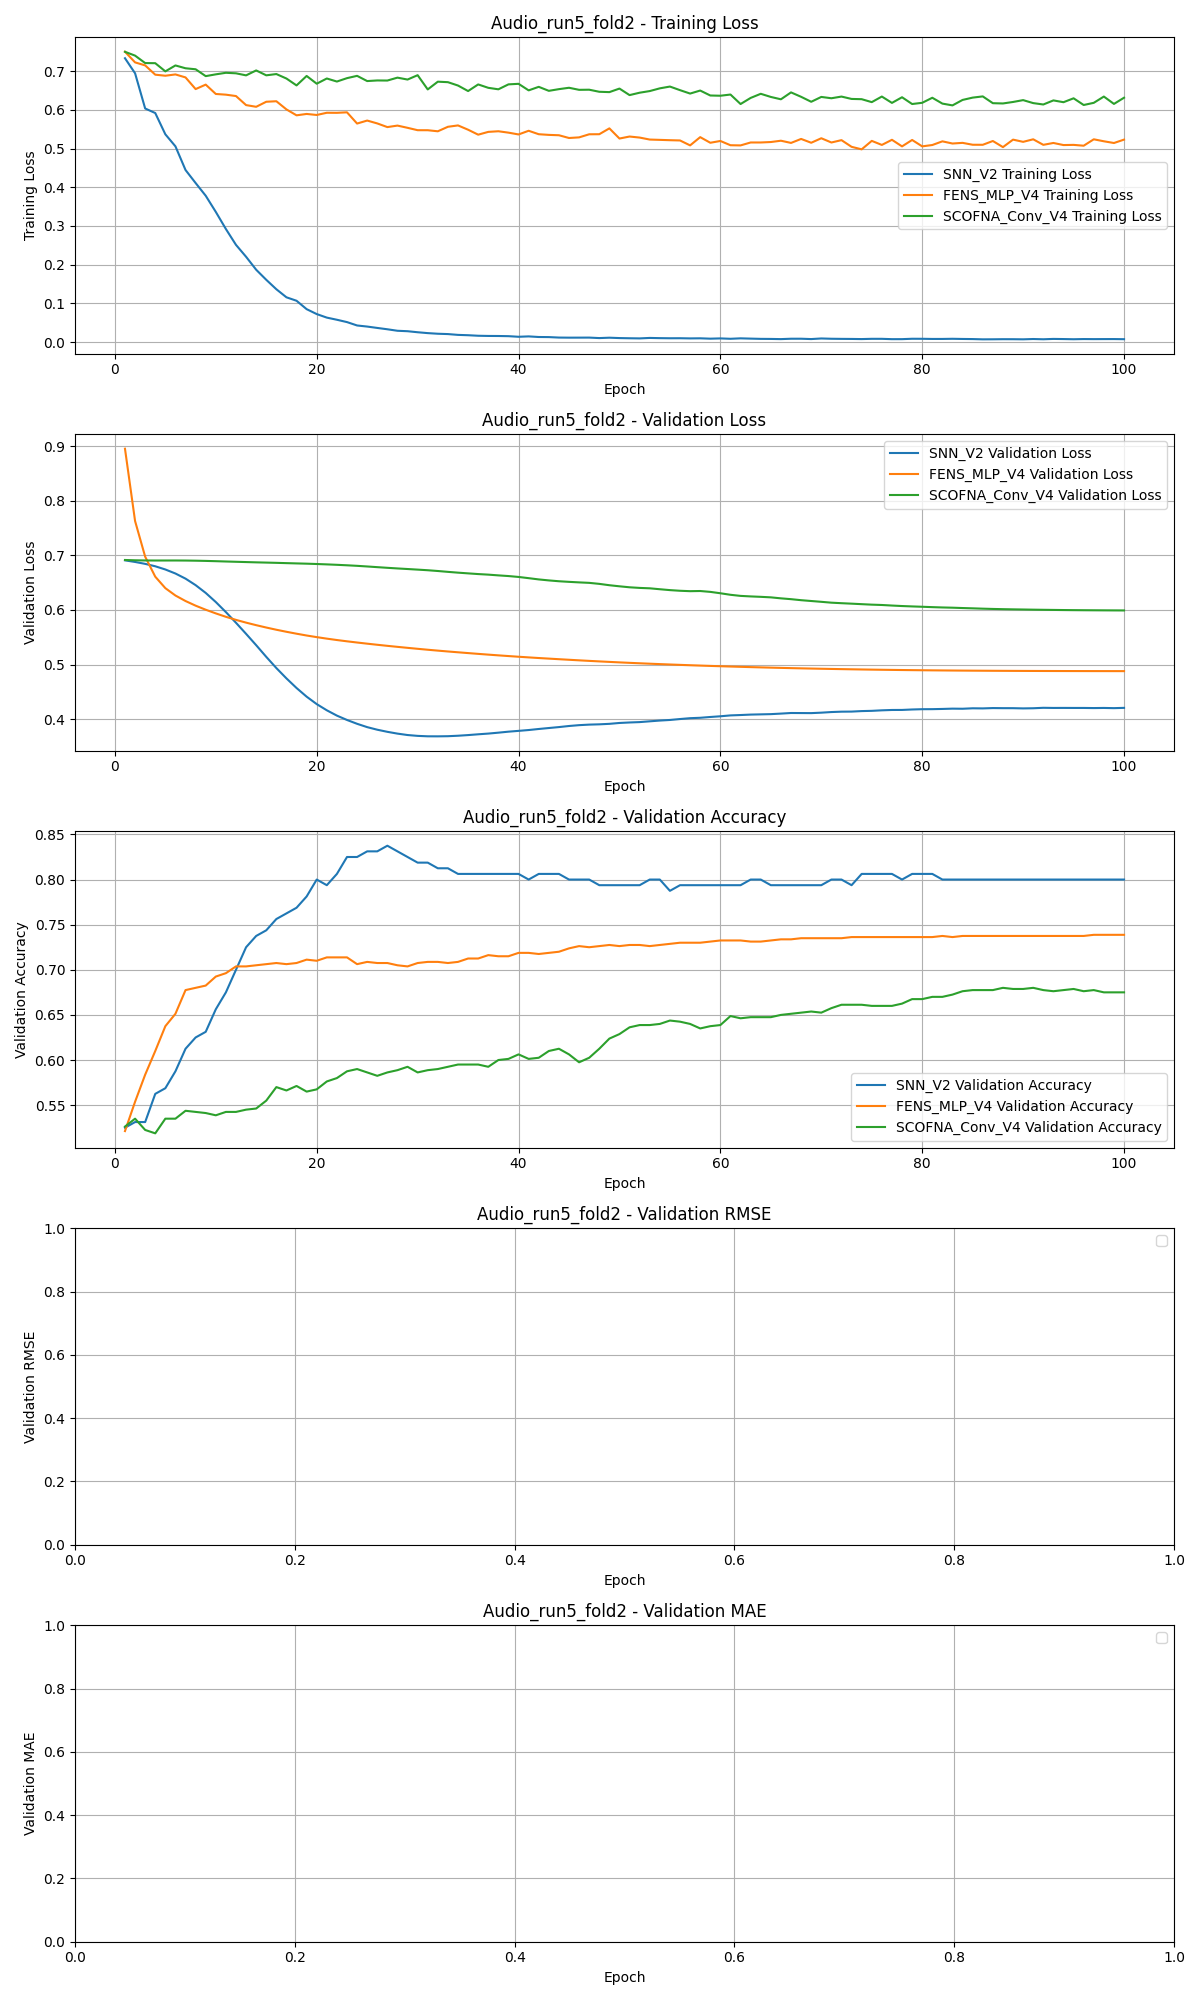 Audio_run5_fold2 - Training Loss
Training Loss
0.7
0.6
0.5
0.4
0.3
0.2
0.1
0.0
SNN_V2 Training Loss
FENS_MLP_V4 Training Loss
SCOFNA_Conv_V4 Training Loss
0 20 40 60 80 100
Epoch
Audio_run5_fold2 - Validation Loss
Validation Loss
0.9
0.8
0.7
0.6
0.5
0.4
SNN_V2 Validation Loss
FENS_MLP_V4 Validation Loss
SCOFNA_Conv_V4 Validation Loss
0 20 40 60 80 100
Epoch
Audio_run5_fold2 - Validation Accuracy
Validation Accuracy
0.85
0.80
0.75
0.70
0.65
0.60
0.55
SNN_V2 Validation Accuracy
FENS_MLP_V4 Validation Accuracy
SCOFNA_Conv_V4 Validation Accuracy
0 20 40 60 80 100
Epoch
Audio_run5_fold2 - Validation RMSE
Validation RMSE
1.0
0.8
0.6
0.4
0.2
0.0
0.0 0.2 0.4 0.6 0.8 1.0
Epoch
Audio_run5_fold2 - Validation MAE
Validation MAE
1.0
0.8
0.6
0.4
0.2
0.0
0.0 0.2 0.4 0.6 0.8 1.0
Epoch